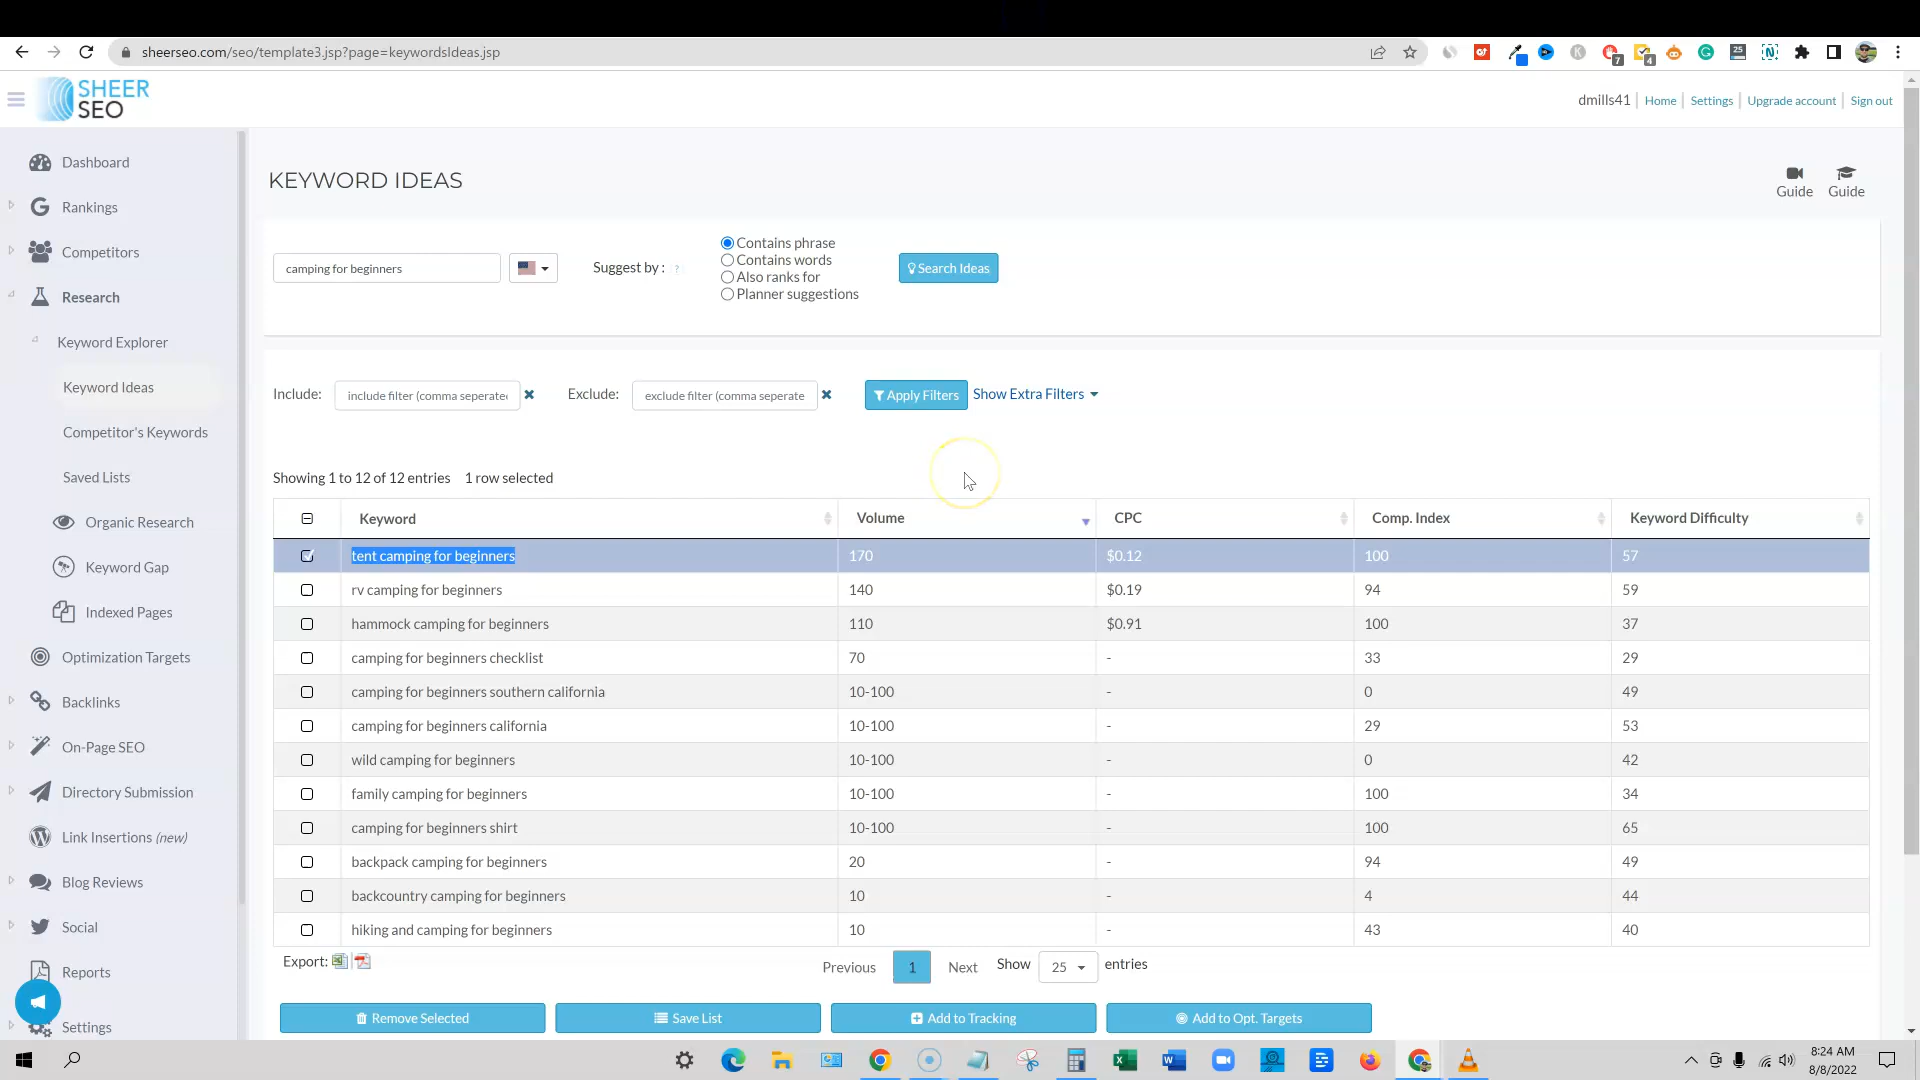 sheerseo.com/seo/template3.jsp?page=keywordsIdeas.jsp
7
4
25
SHEER
SEO
dmills41 Home Settings Upgrade account Sign out
Dashboard
Rankings
Competitors
Research
Keyword Explorer
Keyword Ideas
Competitor's Keywords
Saved Lists
Organic Research
Keyword Gap
Indexed Pages
Optimization Targets
Backlinks
On-Page SEO
Directory Submission
Link Insertions (new)
Blog Reviews
Social
Reports
Settings
KEYWORD IDEAS
Guide Guide
camping for beginners
Suggest by : ?
Contains phrase
Contains words
Also ranks for
Planner suggestions
Search Ideas
Include: include filter (comma seperated Exclude: exclude filter (comma seperate Apply Filters Show Extra Filters
Showing 1 to 12 of 12 entries 1 row selected
Keyword Volume CPC Comp. Index Keyword Difficulty
tent camping for beginners 170 $0.12 100 57
rv camping for beginners 140 $0.19 94 59
hammock camping for beginners 110 $0.91 100 37
camping for beginners checklist 70 - 33 29
camping for beginners southern california 10-100 - 0 49
camping for beginners california 10-100 - 29 53
wild camping for beginners 10-100 - 0 42
family camping for beginners 10-100 - 100 34
camping for beginners shirt 10-100 - 100 65
backpack camping for beginners 20 - 94 49
backcountry camping for beginners 10 - 4 44
hiking and camping for beginners 10 - 43 40
Export: Previous 1 Next Show 25 entries
Remove Selected Save List Add to Tracking Add to Opt. Targets
8:24 AM
8/8/2022